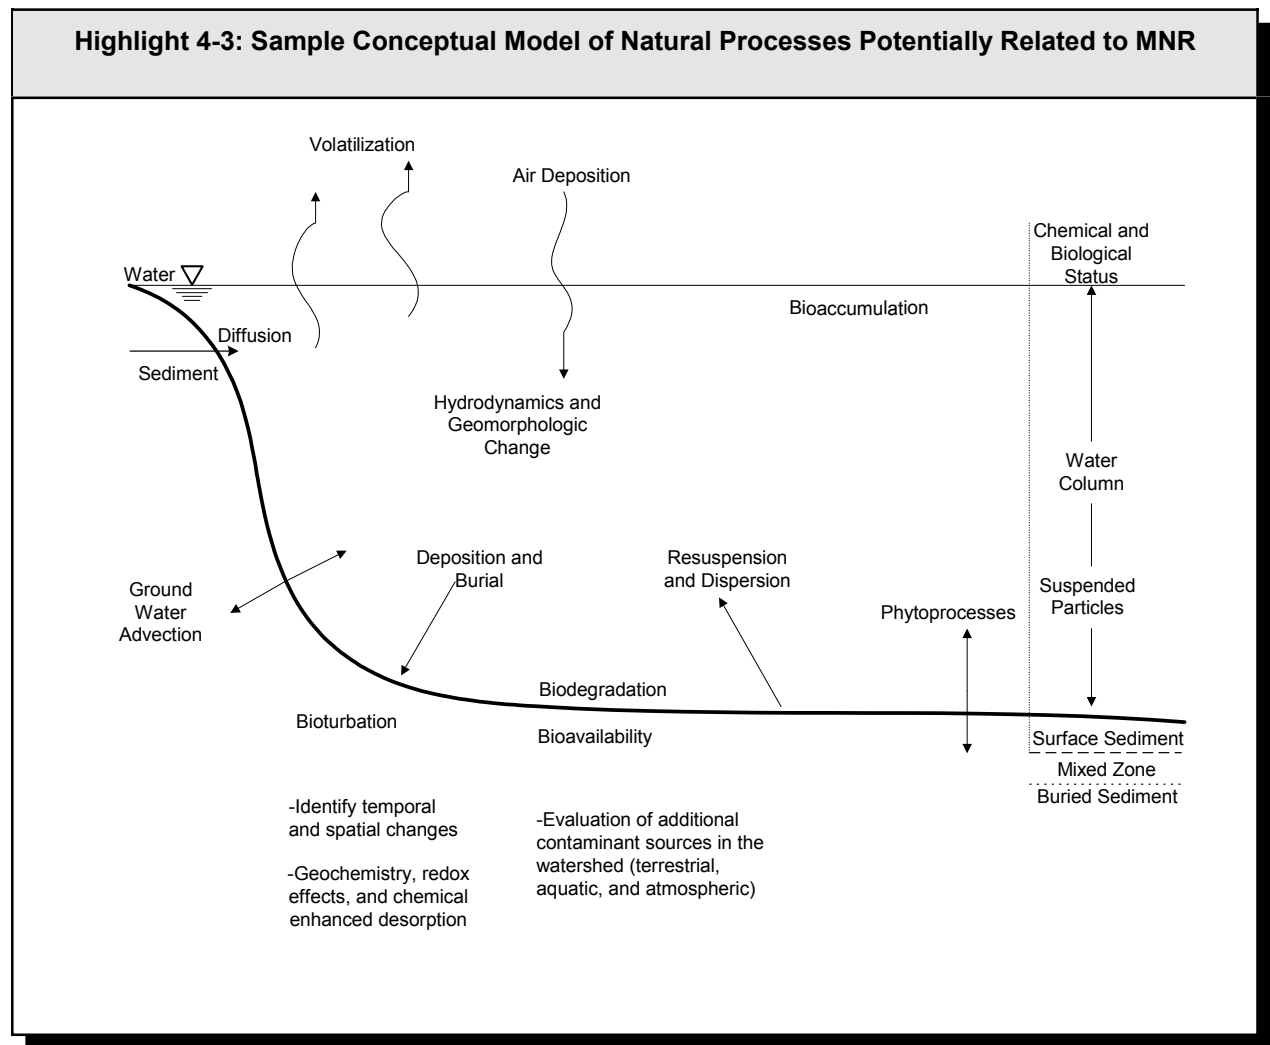 Highlight 4-3: Sample Conceptual Model of Natural Processes Potentially Related to MNR
Volatilization
Air Deposition
Chemical and
Biological
Status
Water
Bioaccumulation
Diffusion
Sediment
Hydrodynamics and
Geomorphologic
Change
Water
Column
Ground
Water
Advection
Deposition and
Burial
Resuspension
and Dispersion
Phytoprocesses
Suspended
Particles
Biodegradation
Bioturbation
Bioavailability
Surface Sediment
Mixed Zone
Buried Sediment
-Identify temporal
and spatial changes
-Geochemistry, redox
effects, and chemical
enhanced desorption
-Evaluation of additional
contaminant sources in the
watershed (terrestrial,
aquatic, and atmospheric)